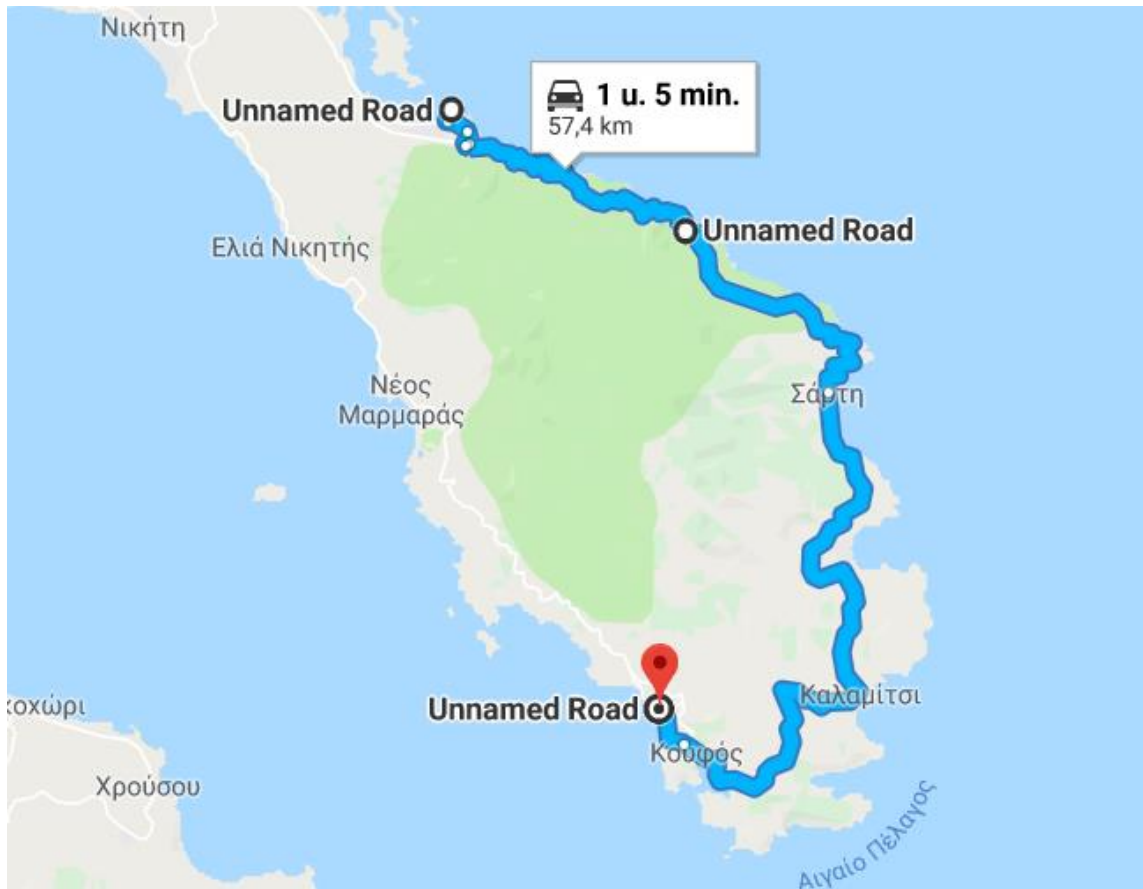 Νικήτη
Unnamed Road
1 u. 5 min.
57,4 km
Unnamed Road
Ελιά Νικητής
Νέος
Μαρμαράς
Σάρτη
Καλαμίτσι
κοχώρι
Unnamed Road
Κουφός
Χρούσου
Αιγαίο Πέλαγος